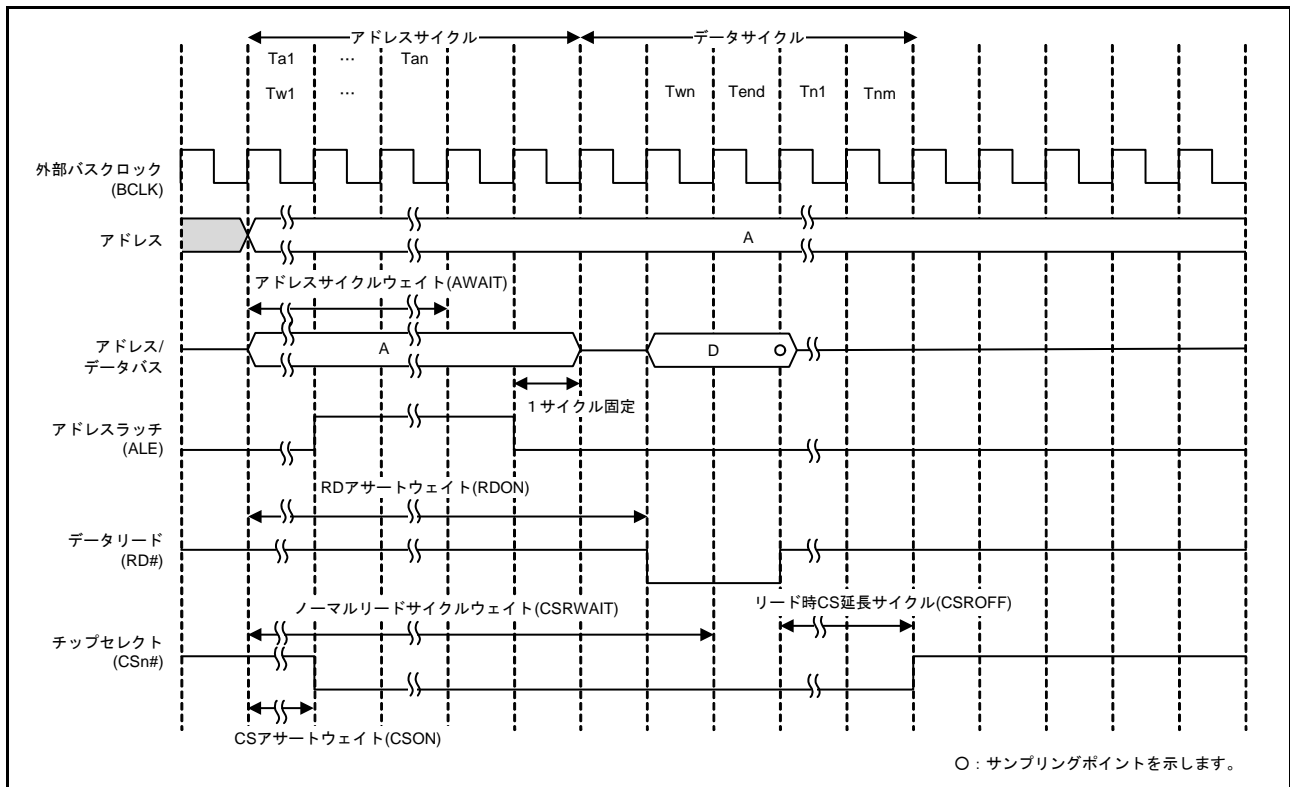 アドレスサイクル データサイクル
Ta1 … Tan
Tw1 … Twn Tend Tn1 Tnm
外部バスクロック
(BCLK)
アドレス
A
アドレスサイクルウェイト(AWAIT)
アドレス/
データバス
A D
1サイクル固定
アドレスラッチ
(ALE)
RDアサートウェイト(RDON)
データリード
(RD#)
ノーマルリードサイクルウェイト(CSRWAIT) リード時CS延長サイクル(CSROFF)
チップセレクト
(CSn#)
CSアサートウェイト(CSON)
○：サンプリングポイントを示します。